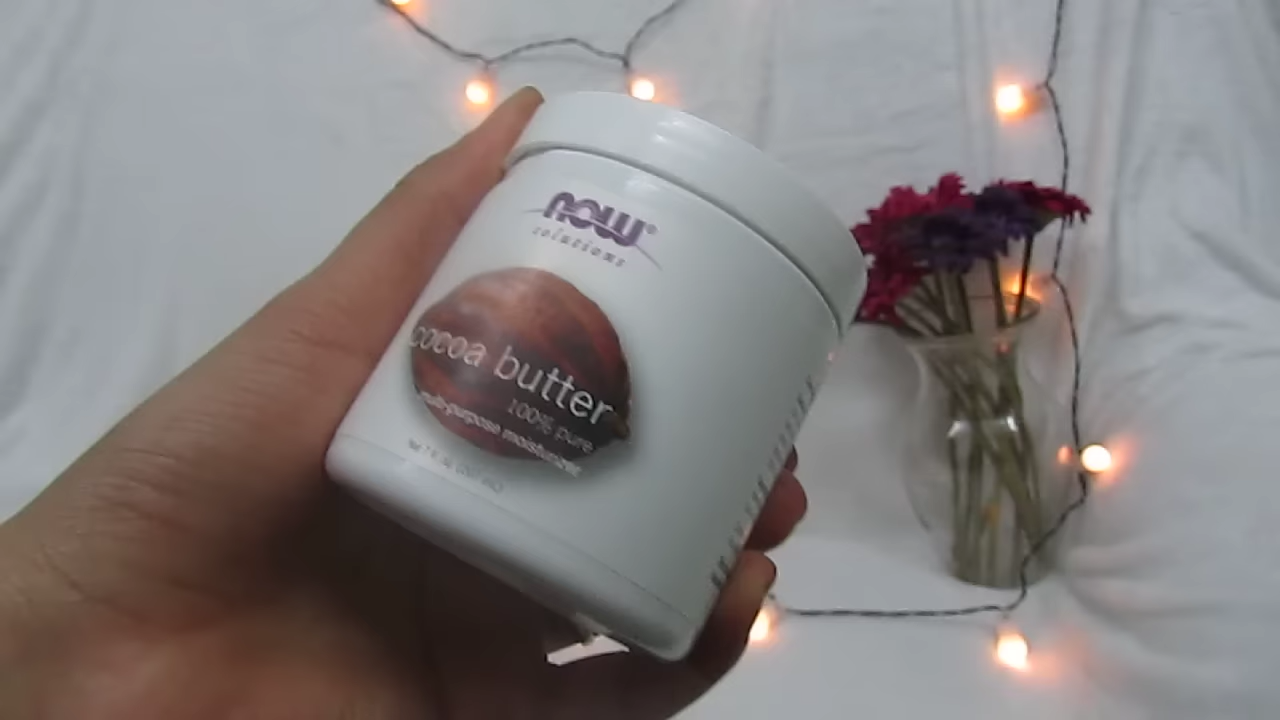 now®
solutions
cocoa butter
100% pure
multi-purpose moisturizer